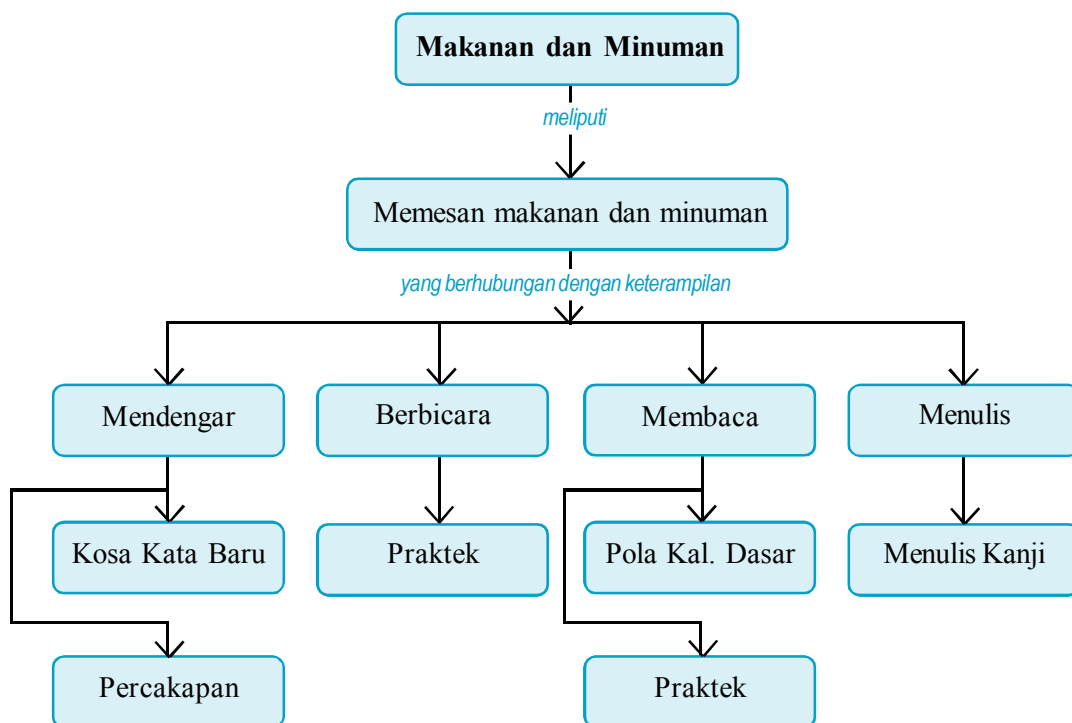 Makanan dan Minuman
meliputi
Memesan makanan dan minuman
yang berhubungan dengan keterampilan
Mendengar
Berbicara
Membaca
Menulis
Kosa Kata Baru
Praktek
Pola Kal. Dasar
Menulis Kanji
Percakapan
Praktek